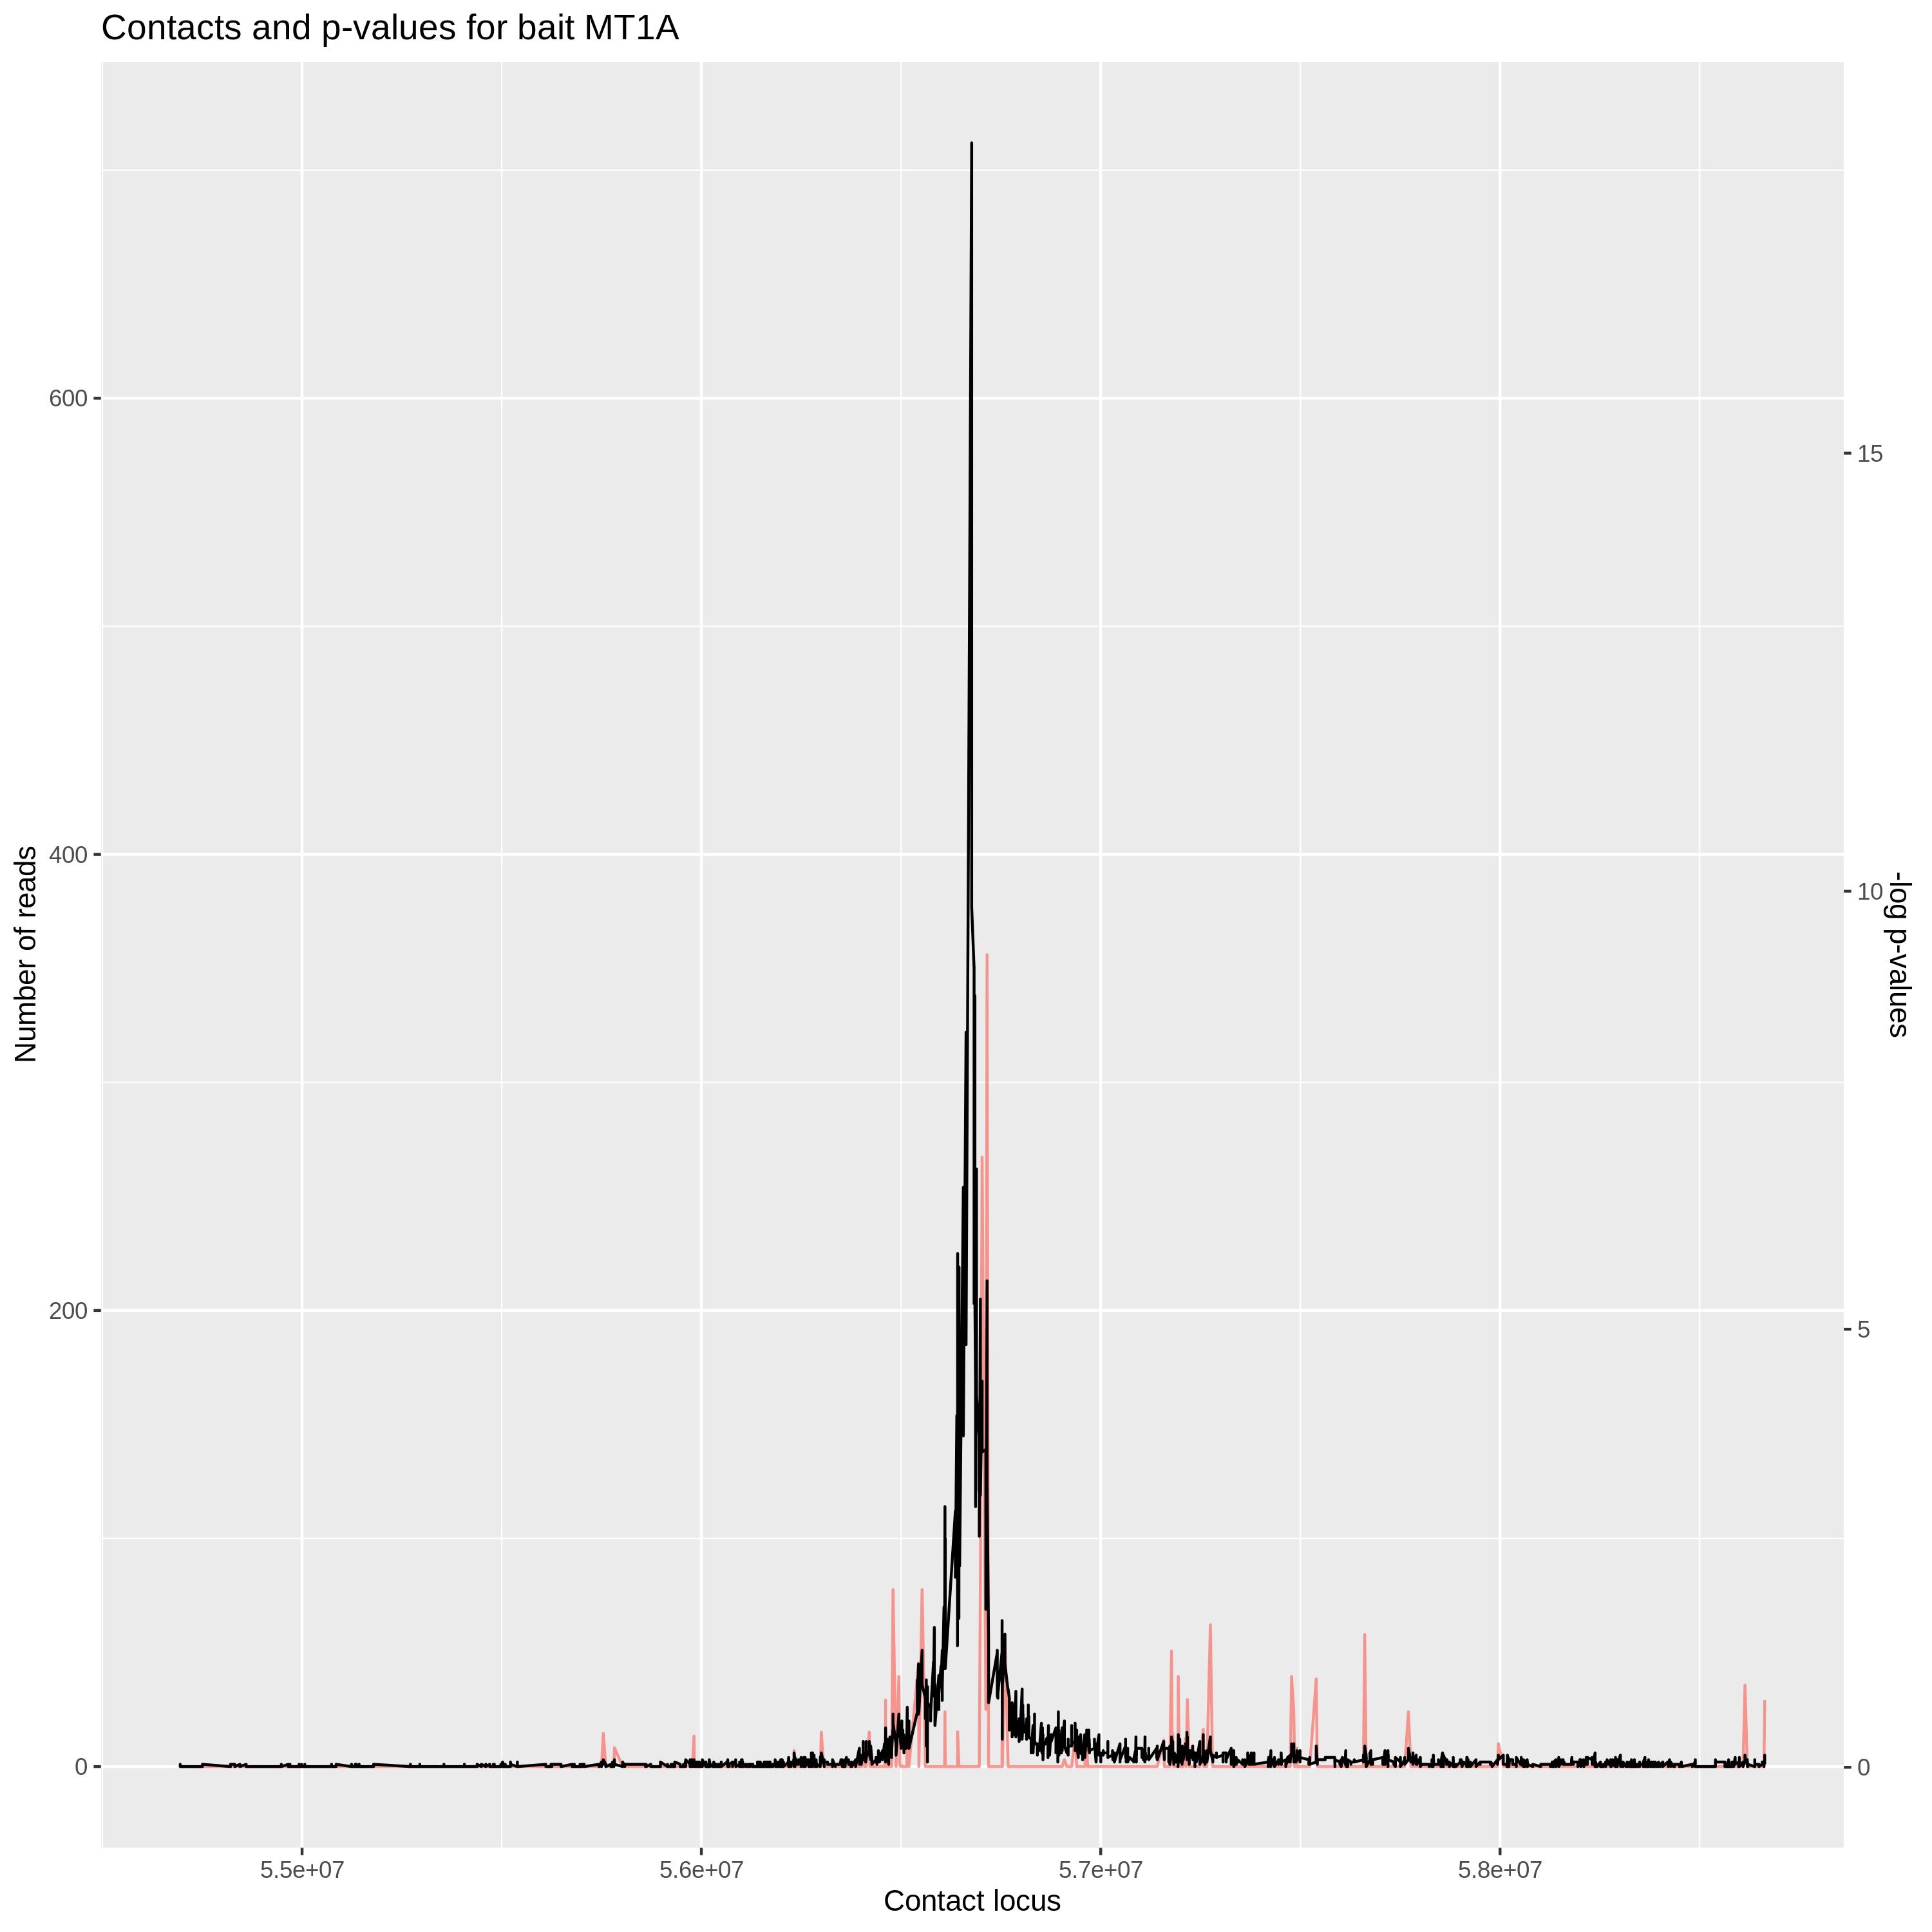 Contacts and p-values for bait MT1A
Number of reads
600
400
200
0
15
10
5
0
-log p-values
5.5e+07
5.6e+07
5.7e+07
5.8e+07
Contact locus